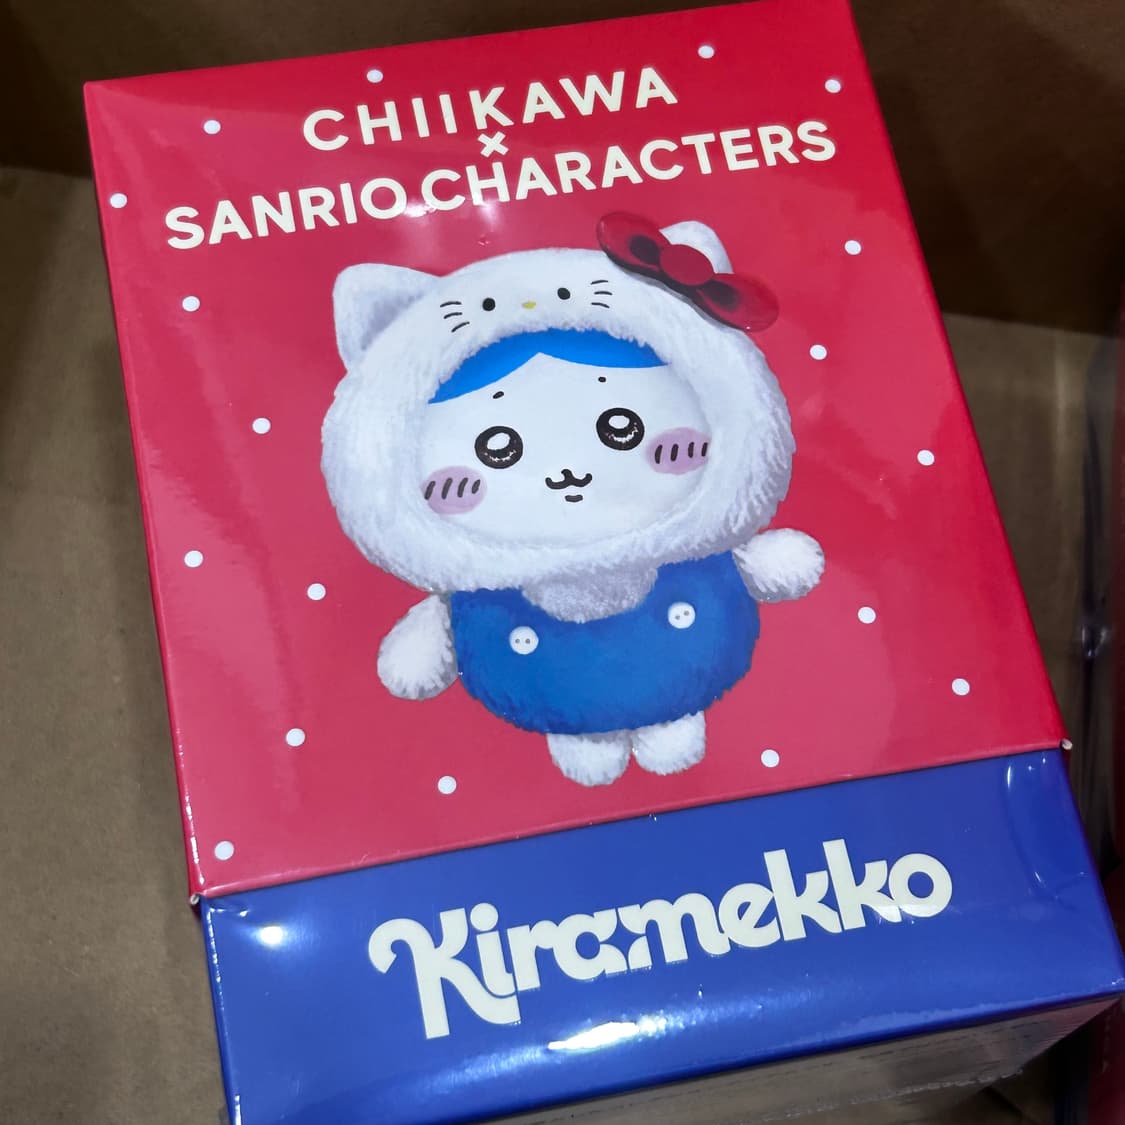 CHIIKAWA
×
SANRIO CHARACTERS
Kiramekko